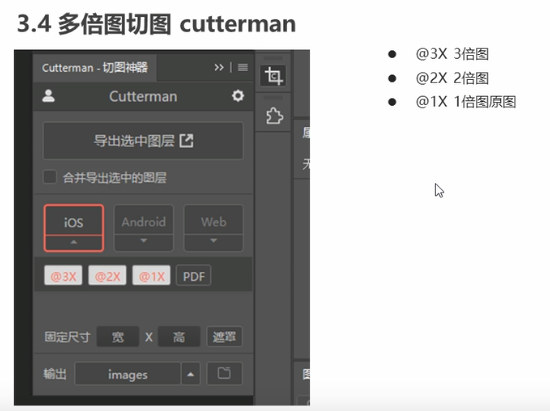 3.4 多倍图切图 cutterman
@3X 3倍图
@2X 2倍图
@1X 1倍图原图
Cutterman - 切图神器
Cutterman
导出选中图层
合并导出选中的图层
iOS Android Web
@3X @2X @1X PDF
固定尺寸 宽 X 高 遮罩
输出 images
无
图